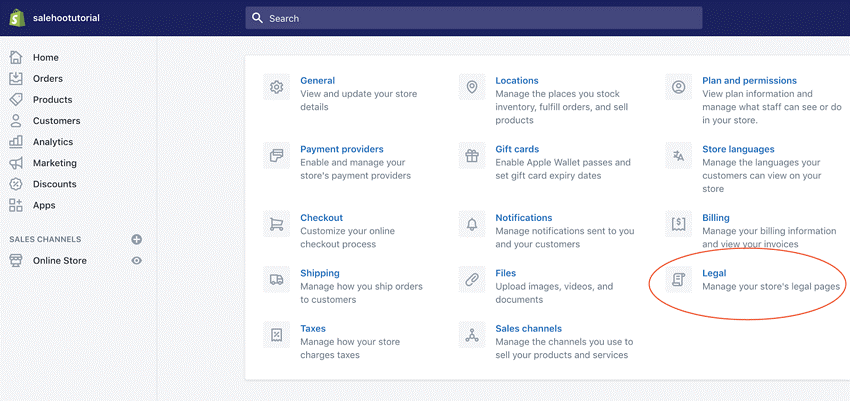 salehootutorial
Search
Home
Orders
Products
Customers
Analytics
Marketing
Discounts
Apps
SALES CHANNELS
Online Store
General
View and update your store
details
Locations
Manage the places you stock
inventory, fulfill orders, and sell
products
Plan and permissions
View plan information and
manage what staff can see or do
in your store.
Payment providers
Enable and manage your
store's payment providers
Gift cards
Enable Apple Wallet passes and
set gift card expiry dates
Store languages
Manage the languages your
customers can view on your
store
Checkout
Customize your online
checkout process
Notifications
Manage notifications sent to you
and your customers
Billing
Manage your billing information
and view your invoices
Shipping
Manage how you ship orders
to customers
Files
Upload images, videos, and
documents
Legal
Manage your store's legal pages
Taxes
Manage how your store
charges taxes
Sales channels
Manage the channels you use to
sell your products and services